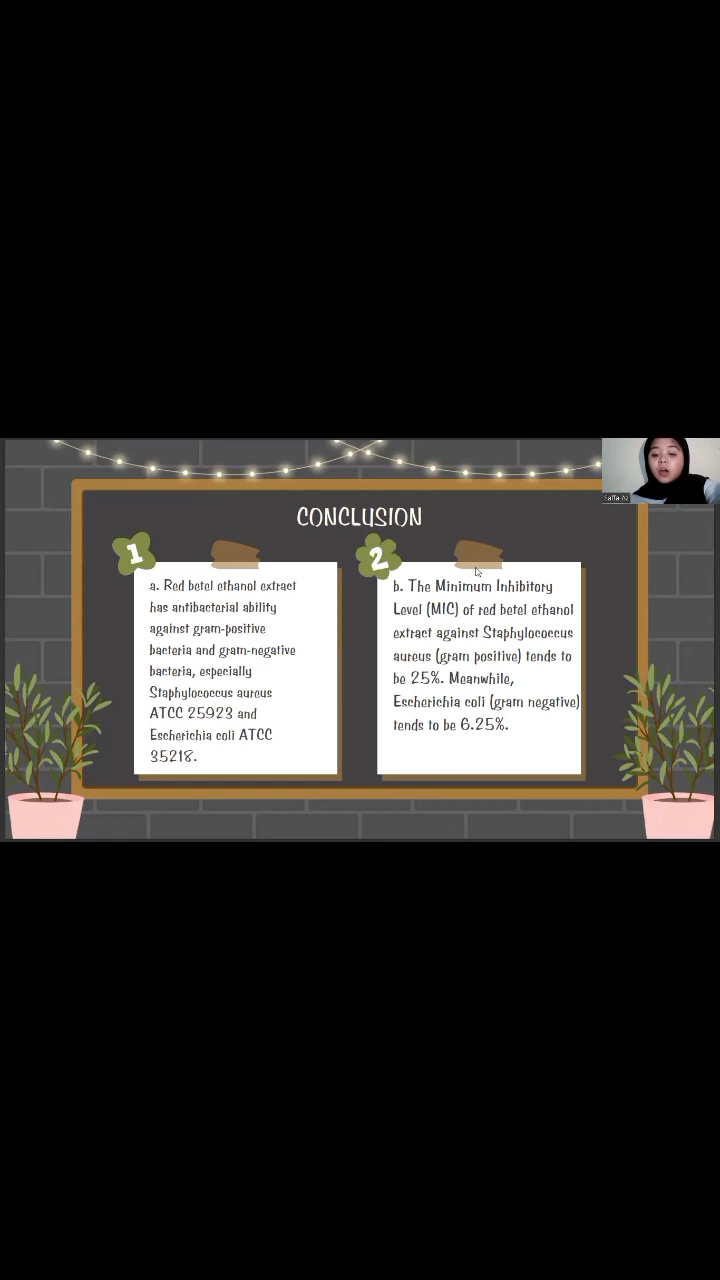 Saffa Az
CONCLUSION
1
a. Red betel ethanol extract
has antibacterial ability
against gram-positive
bacteria and gram-negative
bacteria, especially
Staphylococcus aureus
ATCC 25923 and
Escherichia coli ATCC
35218.
2
b. The Minimum Inhibitory
Level (MIC) of red betel ethanol
extract against Staphylococcus
aureus (gram positive) tends to
be 25%. Meanwhile,
Escherichia coli (gram negative)
tends to be 6.25%.